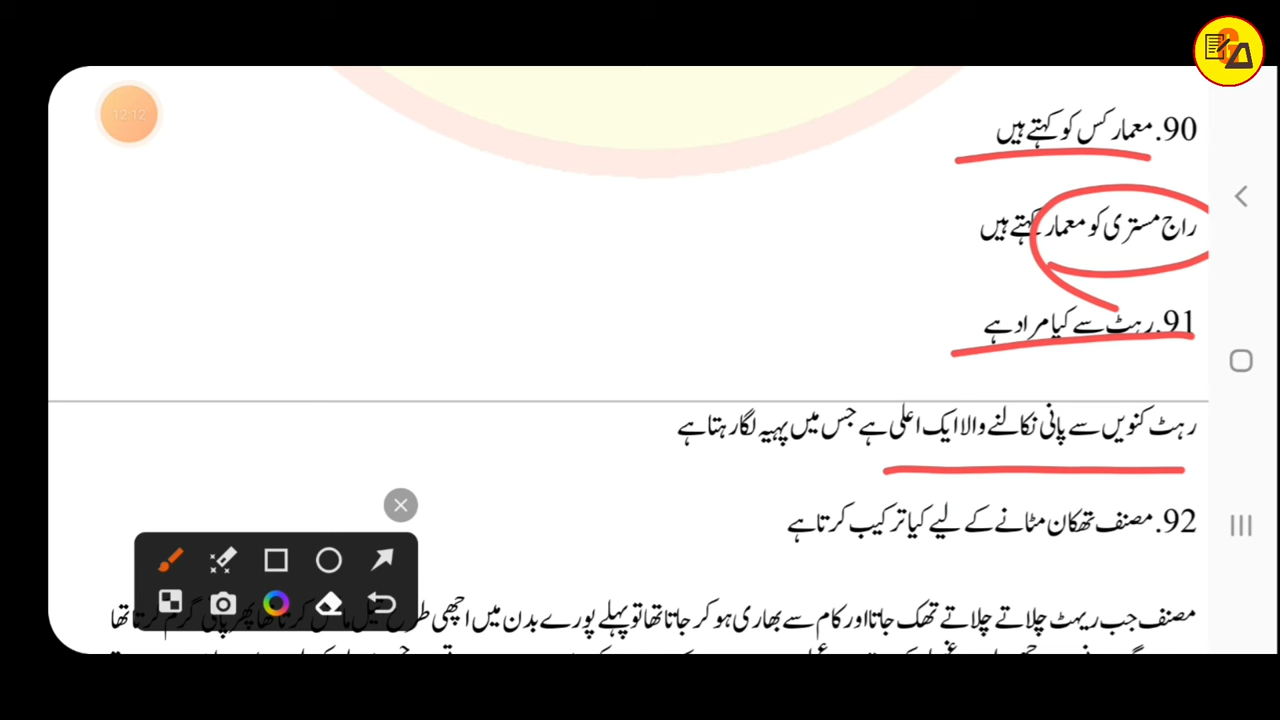 12:12
90. معمار کس کو کہتے ہیں
راج مستری کو معمار کہتے ہیں
91. رہٹ سے کیا مراد ہے
رہٹ کنویں سے پانی نکالنے والا ایک اعلی ہے جس میں پہیہ لگا رہتا ہے
92. مصنف تھکان مٹانے کے لیے کیا ترکیب کرتا ہے
مصنف جب ریہٹ چلاتے چلاتے تھک جاتا اور کام سے بھاری ہو کر جاتا تھا تو پہلے پورے بدن میں اچھی